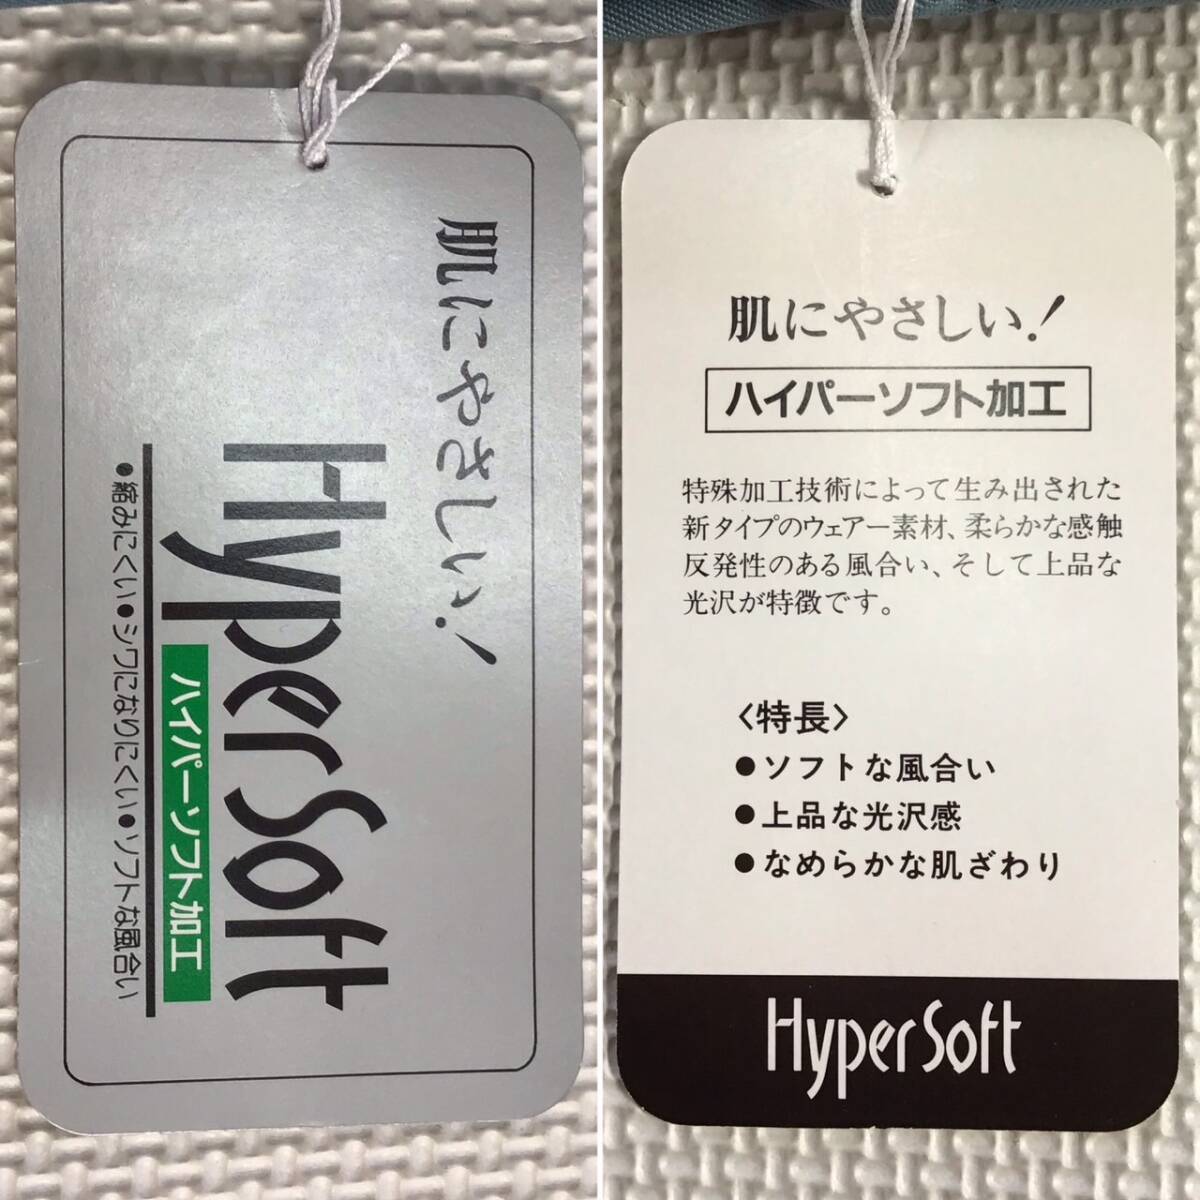 肌にやさしい!
HyperSoft
ハイパーソフト加工
●縮みにくい●シワになりにくい●ソフトな風合い
肌にやさしい!
ハイパーソフト加工
特殊加工技術によって生み出された
新タイプのウェアー素材、柔らかな感触
反発性のある風合い、そして上品な
光沢が特徴です。
〈特長〉
●ソフトな風合い
●上品な光沢感
●なめらかな肌ざわり
HyperSoft